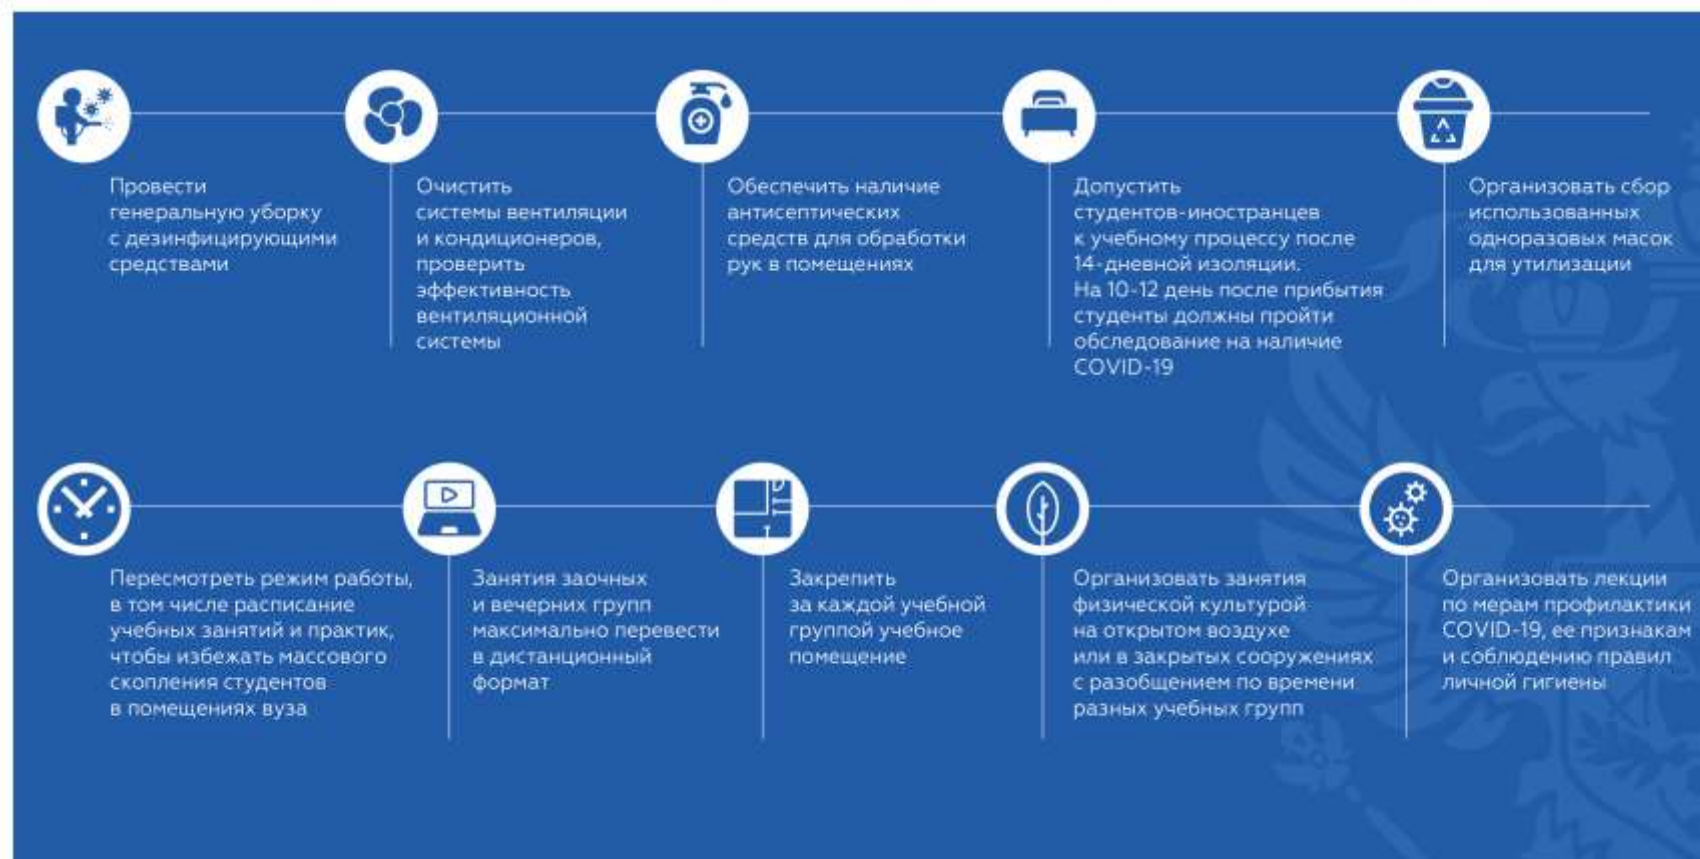 Провести
генеральную уборку
с дезинфицирующими
средствами
Очистить
системы вентиляции
и кондиционеров,
проверить
эффективность
вентиляционной
системы
Обеспечить наличие
антисептических
средств для обработки
рук в помещениях
Допустить
студентов-иностранцев
к учебному процессу после
14-дневной изоляции.
На 10-12 день после прибытия
студенты должны пройти
обследование на наличие
COVID-19
Организовать сбор
использованных
одноразовых масок
для утилизации
Пересмотреть режим работы,
в том числе расписание
учебных занятий и практик,
чтобы избежать массового
скопления студентов
в помещениях вуза
Занятия заочных
и вечерних групп
максимально перевести
в дистанционный
формат
Закрепить
за каждой учебной
группой учебное
помещение
Организовать занятия
физической культурой
на открытом воздухе
или в закрытых сооружениях
с разобщением по времени
разных учебных групп
Организовать лекции
по мерам профилактики
COVID-19, ее признакам
и соблюдению правил
личной гигиены